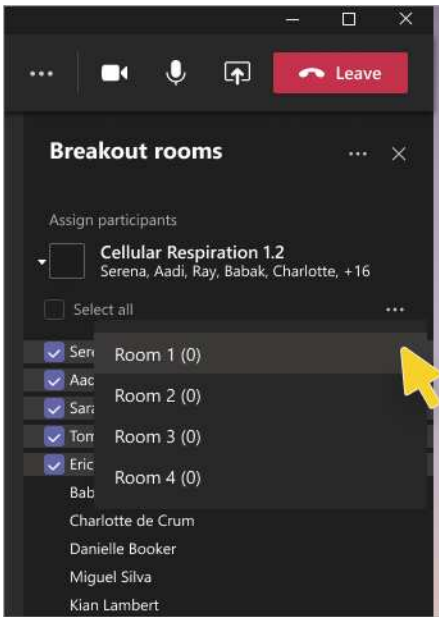 Leave
Breakout rooms
Assign participants
Cellular Respiration 1.2
Serena, Aadi, Ray, Babak, Charlotte, +16
Select all
Room 1 (0)
Room 2 (0)
Room 3 (0)
Room 4 (0)
Charlotte de Crum
Danielle Booker
Miguel Silva
Kian Lambert